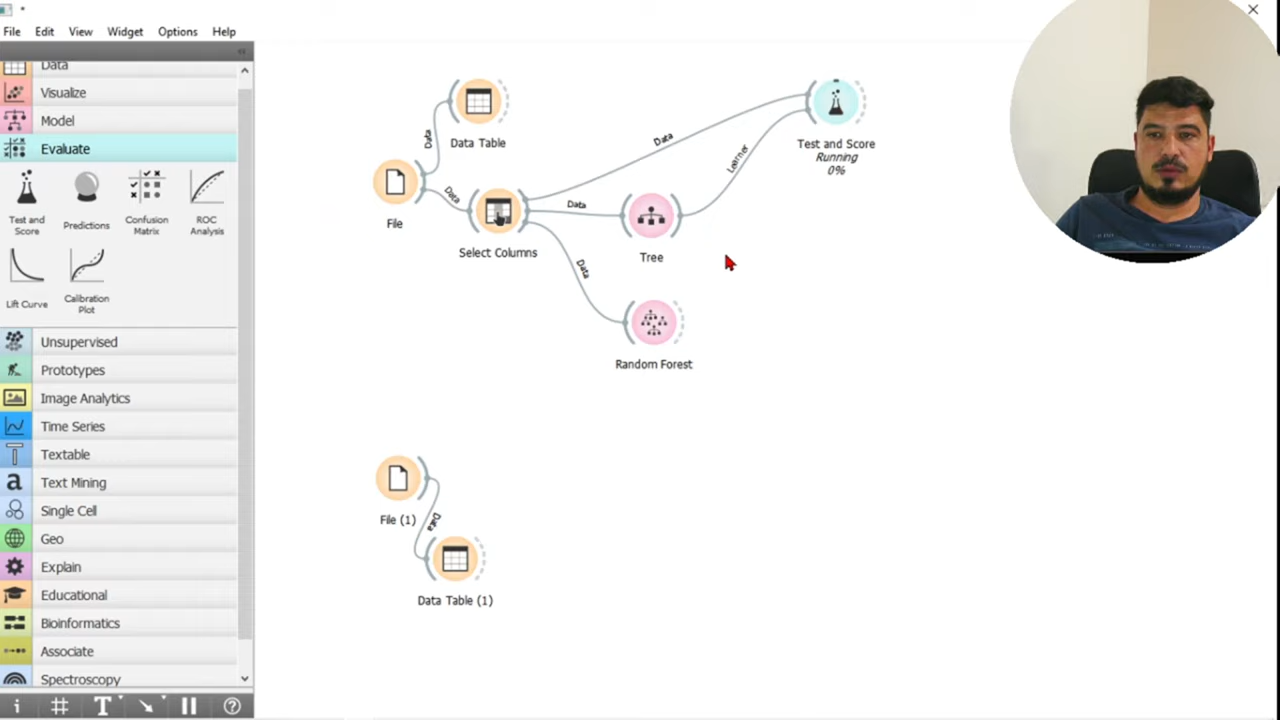 File Edit View Widget Options Help
Data
Visualize
Model
Evaluate
Test and
Score
Predictions
Confusion
Matrix
ROC
Analysis
Lift Curve
Calibration
Plot
Unsupervised
Prototypes
Image Analytics
Time Series
Textable
a Text Mining
Single Cell
Geo
Explain
Educational
Bioinformatics
Associate
Spectroscopy
i # T ?
Data
Data Table
File
Data
Select Columns
Data
Data
Data
Tree
Learner
Random Forest
Test and Score
Running
0%
File (1)
Data
Data Table (1)